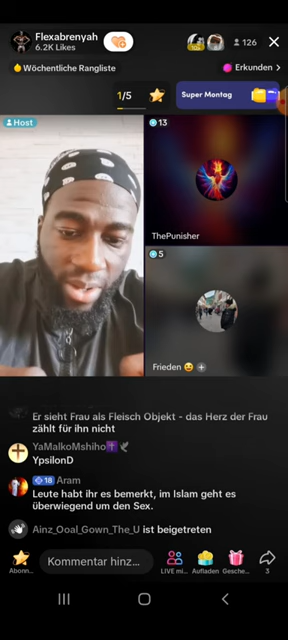 Flexabrenyah
6.2K Likes
126
Wöchentliche Rangliste
Erkunden >
1/5
Super Montag
Host
13
ThePunisher
5
Frieden 😉 +
Er sieht Frau als Fleisch Objekt - das Herz der Frau
zählt für ihn nicht
YaMalkoMshiho✝️🕊
YpsilonD
18 Aram
Leute habt ihr es bemerkt, im Islam geht es
überwiegend um den Sex.
Ainz_Ooal_Gown_The_U ist beigetreten
Kommentar hinz...
Abonn...
LIVE mi...
Aufladen
Gesche...
3